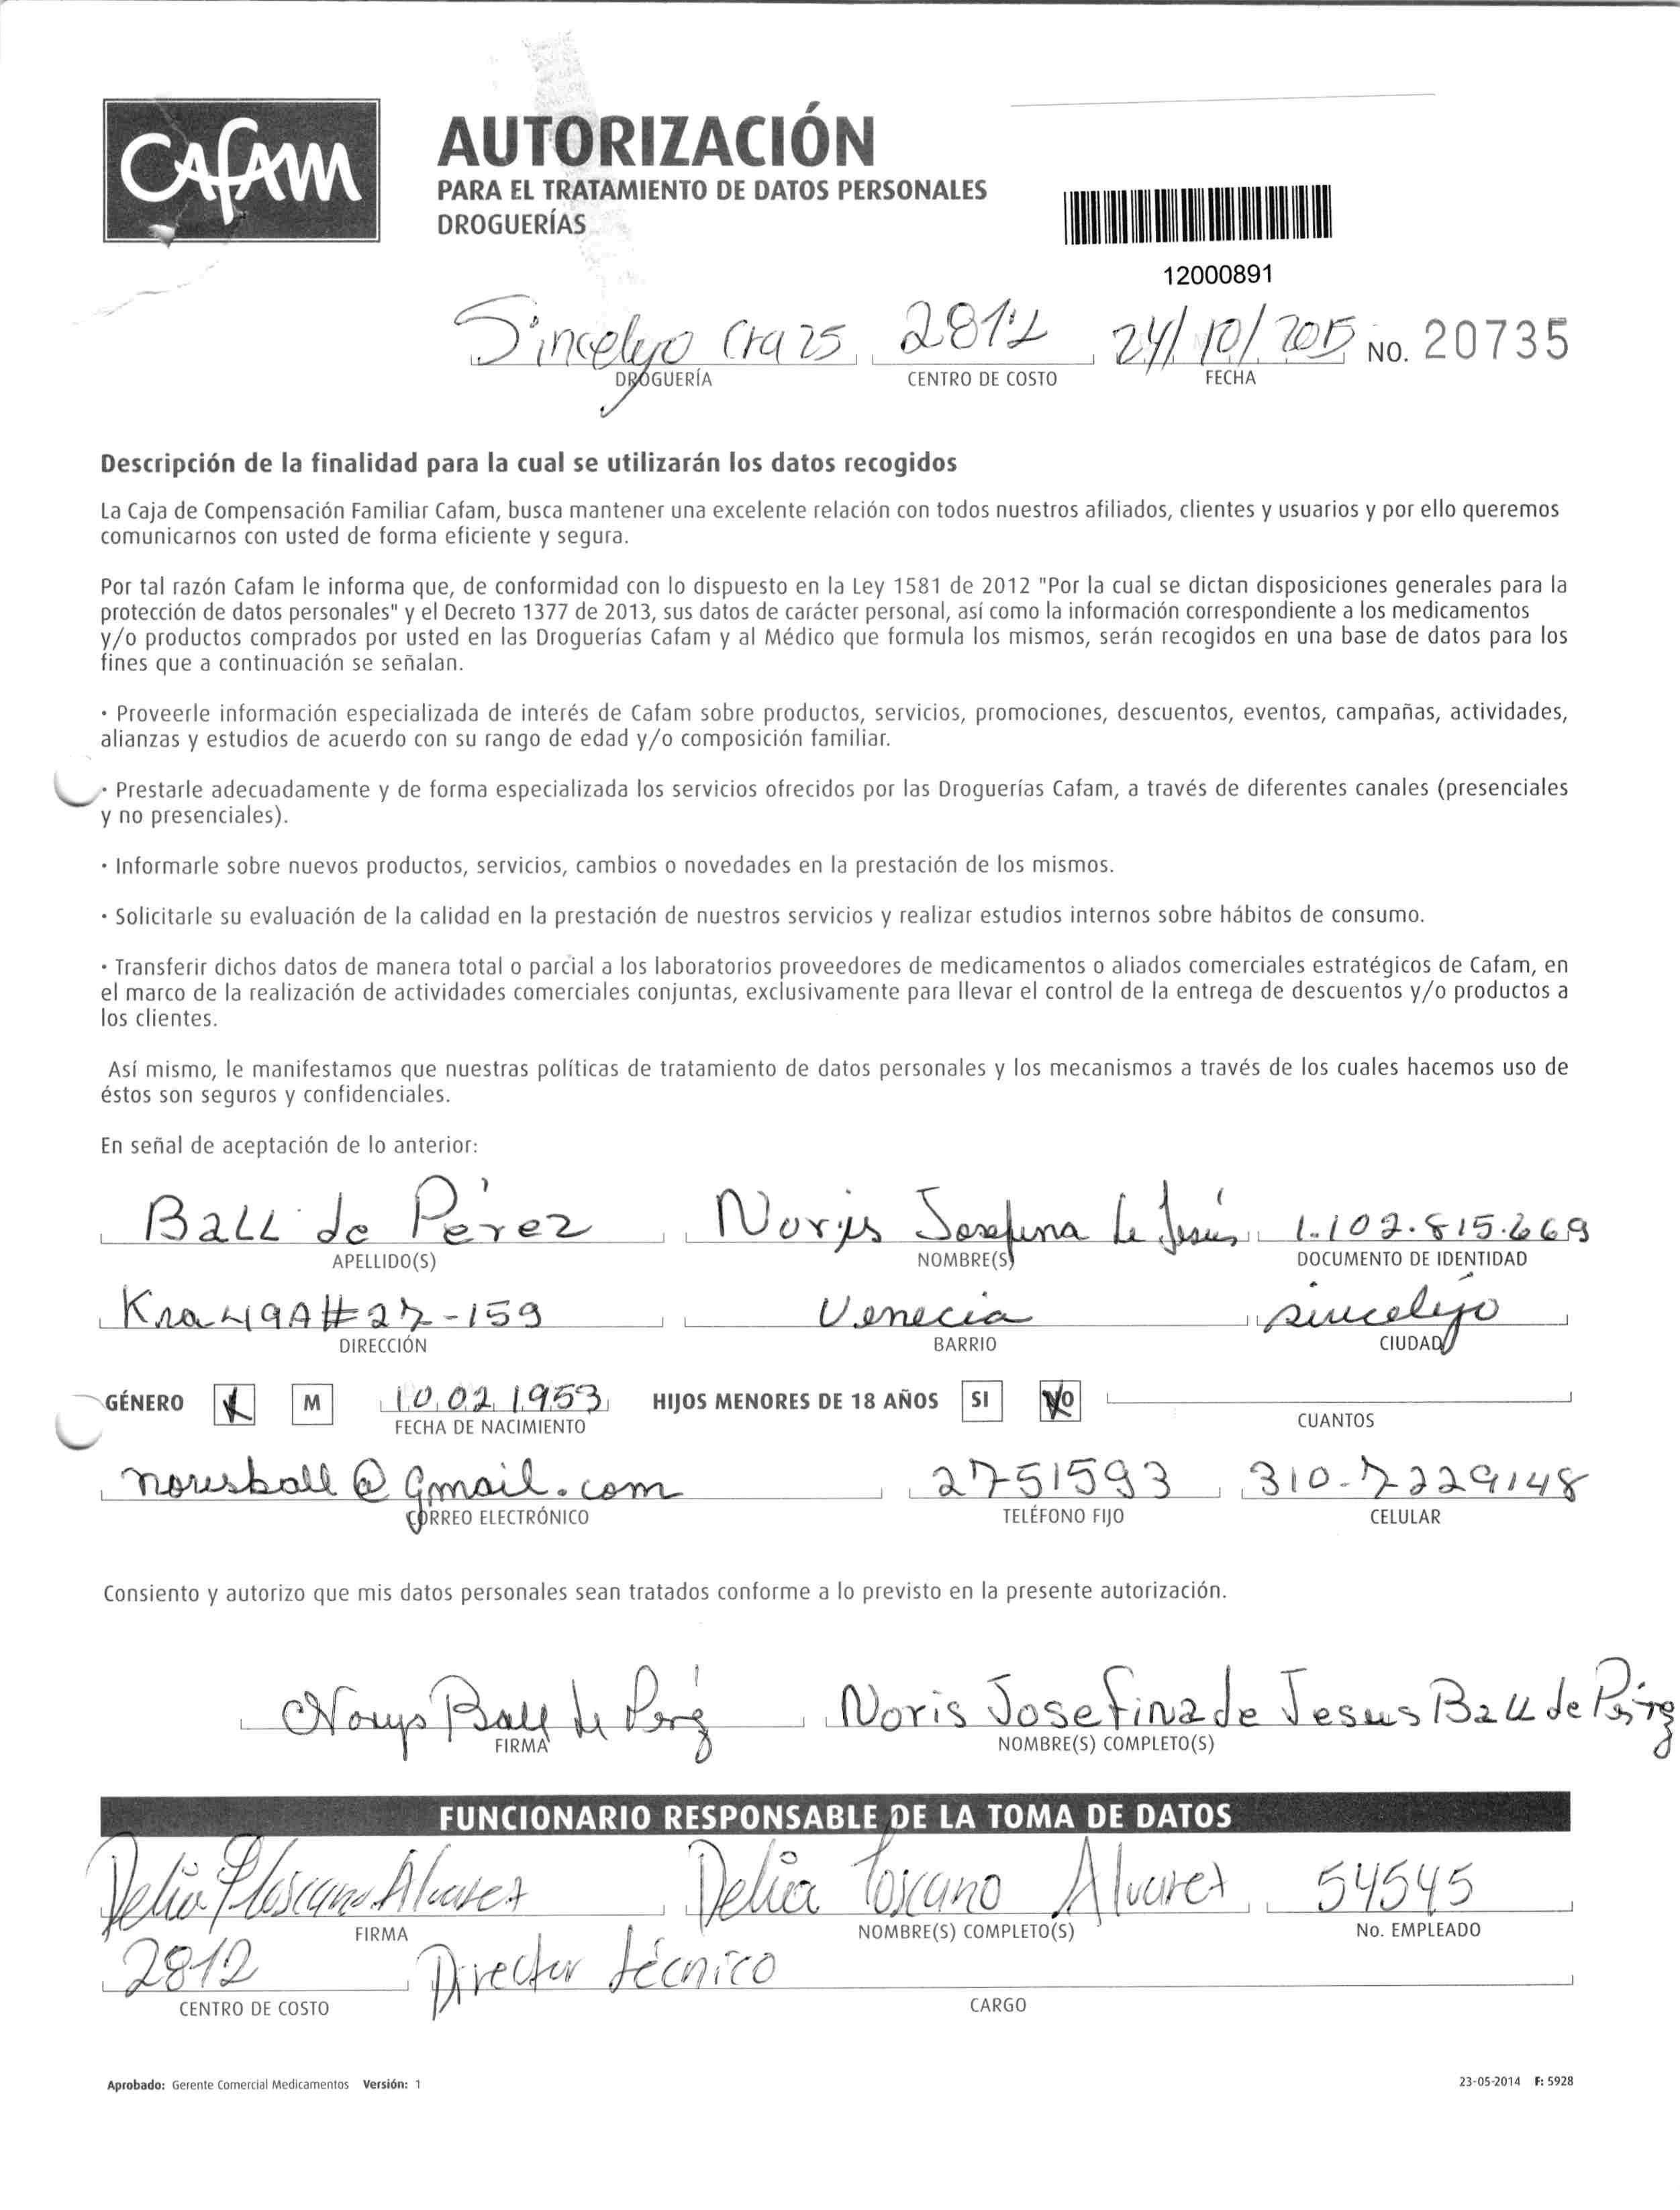 CAFAM
AUTORIZACIÓN
PARA EL TRATAMIENTO DE DATOS PERSONALES
DROGUERÍAS
12000891
Sincelejo Cra 25 2812 24/10/2015 NO. 20735
DROGUERÍA CENTRO DE COSTO FECHA
Descripción de la finalidad para la cual se utilizarán los datos recogidos
La Caja de Compensación Familiar Cafam, busca mantener una excelente relación con todos nuestros afiliados, clientes y usuarios y por ello queremos
comunicarnos con usted de forma eficiente y segura.
Por tal razón Cafam le informa que, de conformidad con lo dispuesto en la Ley 1581 de 2012 "Por la cual se dictan disposiciones generales para la
protección de datos personales" y el Decreto 1377 de 2013, sus datos de carácter personal, así como la información correspondiente a los medicamentos
y/o productos comprados por usted en las Droguerías Cafam y al Médico que formula los mismos, serán recogidos en una base de datos para los
fines que a continuación se señalan.
· Proveerle información especializada de interés de Cafam sobre productos, servicios, promociones, descuentos, eventos, campañas, actividades,
alianzas y estudios de acuerdo con su rango de edad y/o composición familiar.
· Prestarle adecuadamente y de forma especializada los servicios ofrecidos por las Droguerías Cafam, a través de diferentes canales (presenciales
y no presenciales).
· Informarle sobre nuevos productos, servicios, cambios o novedades en la prestación de los mismos.
· Solicitarle su evaluación de la calidad en la prestación de nuestros servicios y realizar estudios internos sobre hábitos de consumo.
· Transferir dichos datos de manera total o parcial a los laboratorios proveedores de medicamentos o aliados comerciales estratégicos de Cafam, en
el marco de la realización de actividades comerciales conjuntas, exclusivamente para llevar el control de la entrega de descuentos y/o productos a
los clientes.
Así mismo, le manifestamos que nuestras políticas de tratamiento de datos personales y los mecanismos a través de los cuales hacemos uso de
éstos son seguros y confidenciales.
En señal de aceptación de lo anterior:
Ball de Pérez Norys Josefina de Jesús 1.102.815.669
APELLIDO(S) NOMBRE(S) DOCUMENTO DE IDENTIDAD
Kra 49A # 27-159 Venecia sincelejo
DIRECCIÓN BARRIO CIUDAD
GÉNERO M 10.02.1953 HIJOS MENORES DE 18 AÑOS SI NO
FECHA DE NACIMIENTO CUANTOS
norisball@Gmail.com 2751593 310-7229148
CORREO ELECTRÓNICO TELÉFONO FIJO CELULAR
Consiento y autorizo que mis datos personales sean tratados conforme a lo previsto en la presente autorización.
Norys Ball de Pérez Noris Josefina de Jesus Ball de Pérez
FIRMA NOMBRE(S) COMPLETO(S)
FUNCIONARIO RESPONSABLE DE LA TOMA DE DATOS
Delia Toscano Alvarez Delia Toscano Alvarez 54545
FIRMA NOMBRE(S) COMPLETO(S) No. EMPLEADO
2812 Director técnico
CENTRO DE COSTO CARGO
Aprobado: Gerente Comercial Medicamentos Versión: 1 23-05-2014 F: 5928